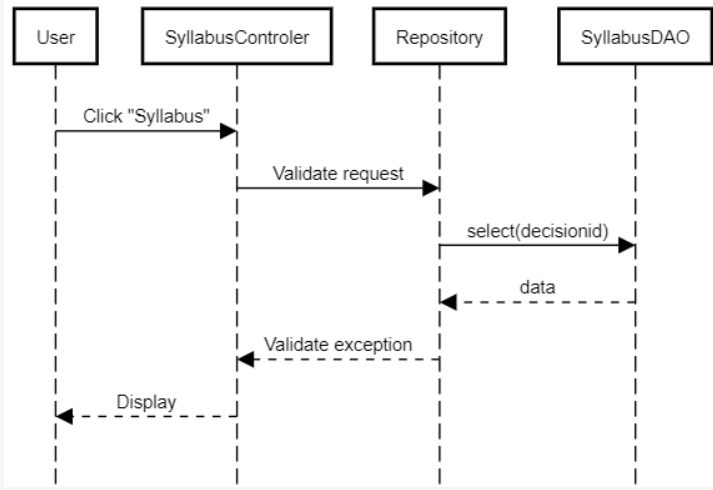 User
SyllabusControler
Repository
SyllabusDAO
Click "Syllabus"
Validate request
select(decisionid)
data
Validate exception
Display